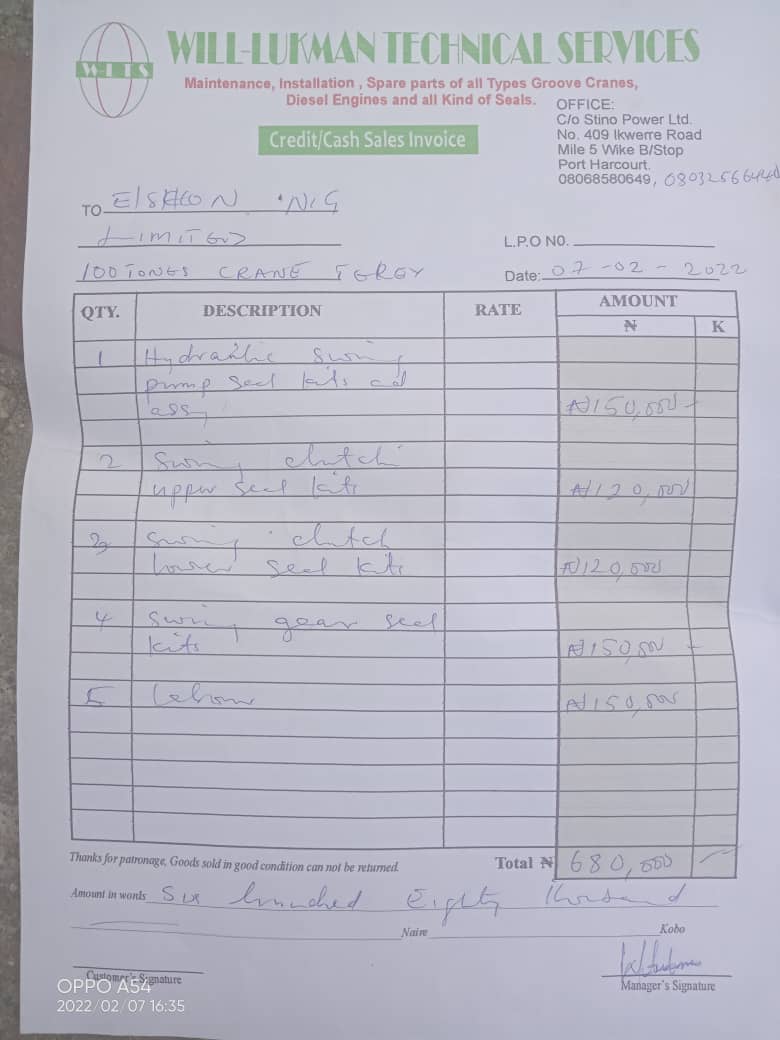 WILL-LUKMAN TECHNICAL SERVICES
WLTS
Maintenance, Installation , Spare parts of all Types Groove Cranes,
Diesel Engines and all Kind of Seals.
Credit/Cash Sales Invoice
OFFICE:
C/o Stino Power Ltd.
No. 409 Ikwerre Road
Mile 5 Wike B/Stop
Port Harcourt.
08068580649,
TO NIG
LIMITED
L.P.O NO.
100 TONES CRANE
Date: 07-02-2022
QTY. DESCRIPTION RATE AMOUNT
₦ K
1 Hydraulic Swing
pump seal kits ad
assy ₦150,000
2 Swing clutch
upper seal kits ₦120,000
3 Swing clutch
lower seal kits ₦120,000
4 Swing gear seal
kits ₦150,000
5 ₦150,000
Thanks for patronage, Goods sold in good condition can not be returned. Total ₦ 680,000
Amount in words Six hundred Eighty thousand
Naire Kobo
Customer's Signature
Manager's Signature
OPPO A54
2022/02/07 16:35